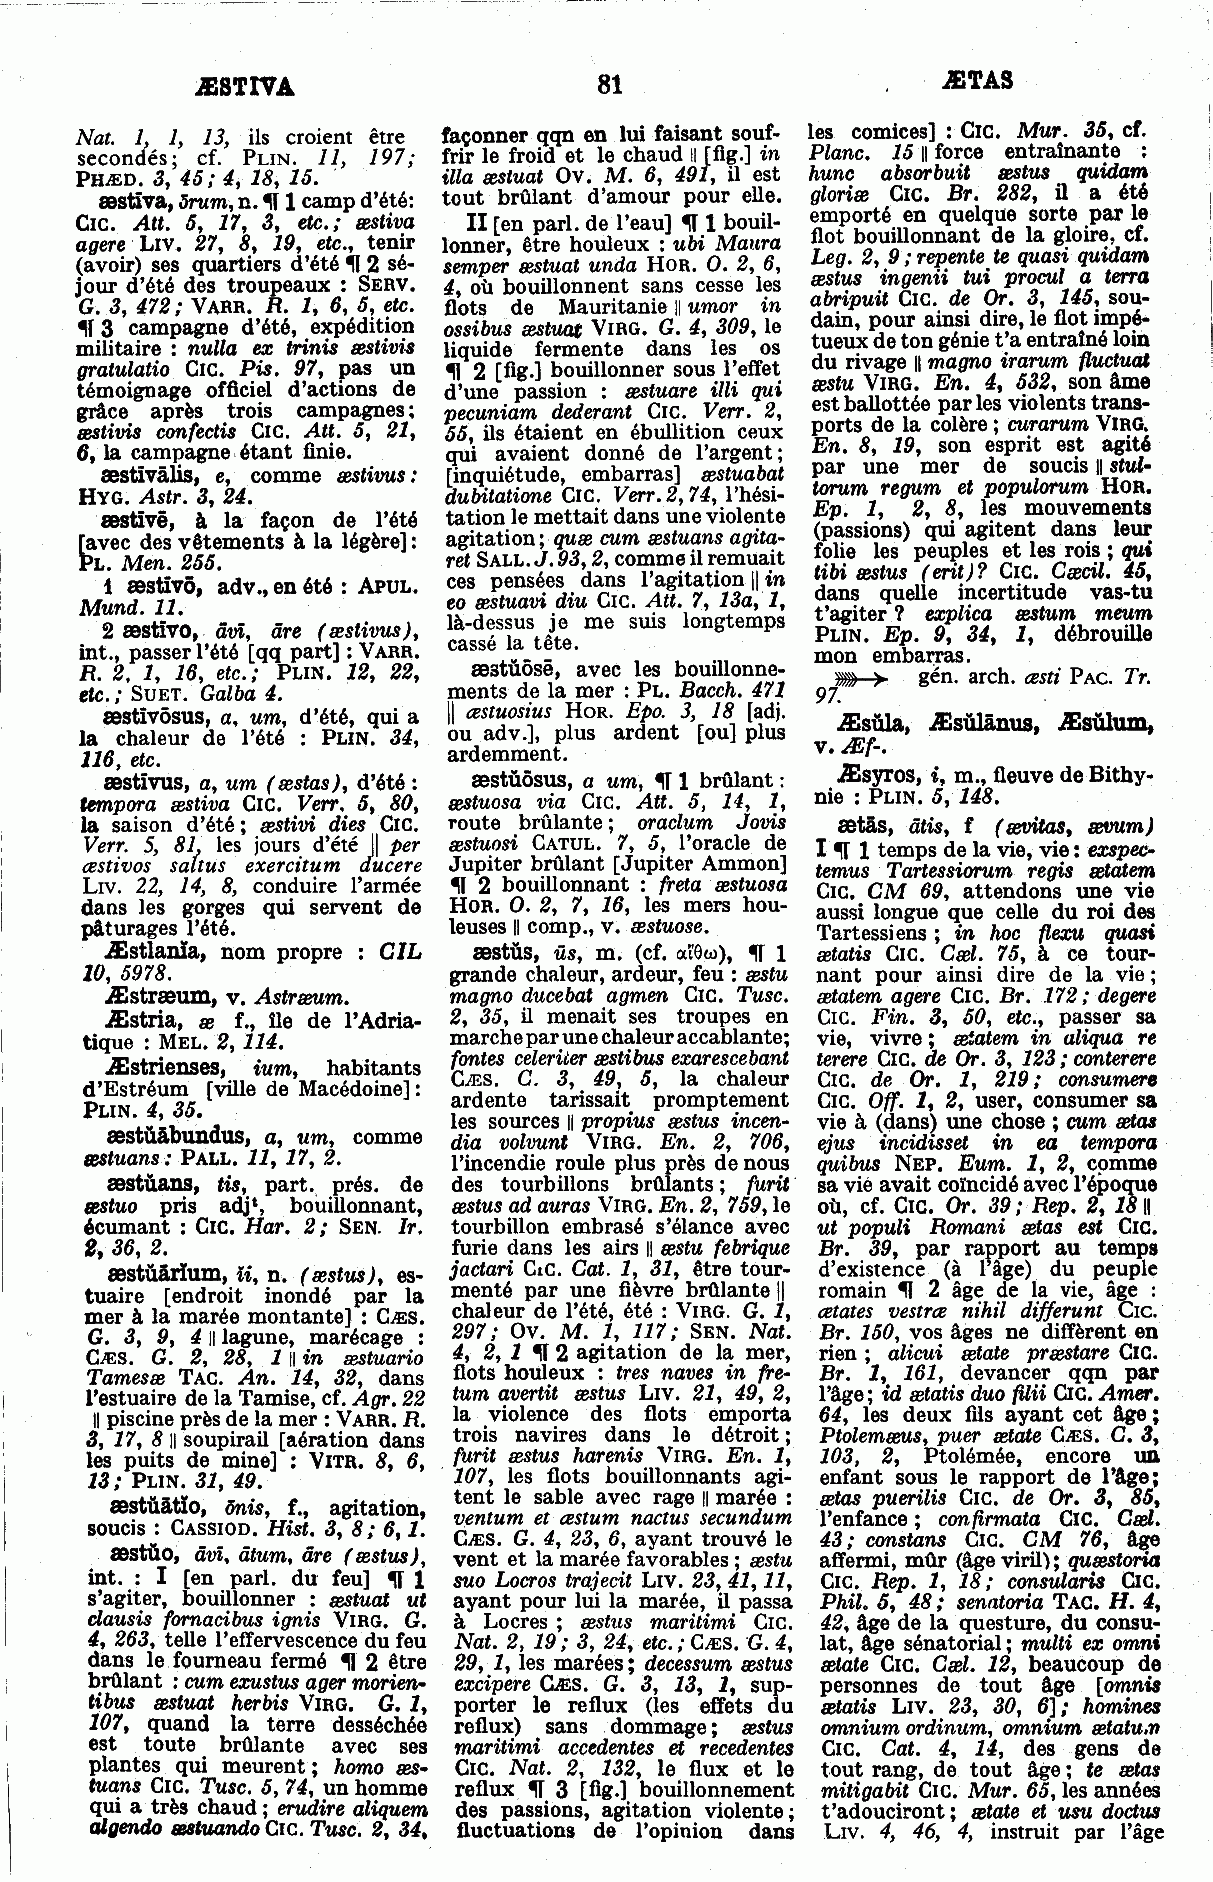 ÆSTIVA
81
ÆTAS
Nat. 1, 1, 13, ils croient être
secondés; cf. PLIN. 11, 197;
PHÆD. 3, 45; 4, 18, 15.
æstīva, ōrum, n. ¶ 1 camp d'été:
CIC. Att. 5, 17, 3, etc.; æstiva
agere LIV. 27, 8, 19, etc., tenir
(avoir) ses quartiers d'été ¶ 2 sé-
jour d'été des troupeaux : SERV.
G. 3, 472; VARR. R. 1, 6, 5, etc.
¶ 3 campagne d'été, expédition
militaire : nulla ex trinis æstivis
gratulatio CIC. Pis. 97, pas un
témoignage officiel d'actions de
grâce après trois campagnes;
æstivis confectis CIC. Att. 5, 21,
6, la campagne étant finie.
æstīvālis, e, comme æstivus:
HYG. Astr. 3, 24.
æstīvē, à la façon de l'été
[avec des vêtements à la légère]:
PL. Men. 255.
1 æstīvō, adv., en été : APUL.
Mund. 11.
2 æstīvo, āvī, āre (æstivus),
int., passer l'été [qq part] : VARR.
R. 2, 1, 16, etc.; PLIN. 12, 22,
etc.; SUET. Galba 4.
æstīvōsus, a, um, d'été, qui a
la chaleur de l'été : PLIN. 34,
116, etc.
æstīvus, a, um (æstas), d'été :
tempora æstiva CIC. Verr. 5, 80,
la saison d'été; æstivi dies CIC.
Verr. 5, 81, les jours d'été || per
æstivos saltus exercitum ducere
LIV. 22, 14, 8, conduire l'armée
dans les gorges qui servent de
pâturages l'été.
Æstlanĭa, nom propre : CIL
10, 5978.
Æstræum, v. Astræum.
Æstria, æ f., île de l'Adria-
tique : MEL. 2, 114.
Æstrienses, ium, habitants
d'Estréum [ville de Macédoine]:
PLIN. 4, 35.
æstŭābundus, a, um, comme
æstuans: PALL. 11, 17, 2.
æstŭans, tis, part. prés. de
æstuo pris adjᵗ, bouillonnant,
écumant : CIC. Har. 2; SEN. Ir.
2, 36, 2.
æstŭārĭum, ĭi, n. (æstus), es-
tuaire [endroit inondé par la
mer à la marée montante] : CÆS.
G. 3, 9, 4 || lagune, marécage :
CÆS. G. 2, 28, 1 || in æstuario
Tamesæ TAC. An. 14, 32, dans
l'estuaire de la Tamise, cf. Agr. 22
|| piscine près de la mer : VARR. R.
3, 17, 8 || soupirail [aération dans
les puits de mine] : VITR. 8, 6,
13; PLIN. 31, 49.
æstŭātĭo, ōnis, f., agitation,
soucis : CASSIOD. Hist. 3, 8; 6, 1.
æstŭo, āvī, ātum, āre (æstus),
int. : I [en parl. du feu] ¶ 1
s'agiter, bouillonner : æstuat ut
clausis fornacibus ignis VIRG. G.
4, 263, telle l'effervescence du feu
dans le fourneau fermé ¶ 2 être
brûlant : cum exustus ager morien-
tibus æstuat herbis VIRG. G. 1,
107, quand la terre desséchée
est toute brûlante avec ses
plantes qui meurent; homo æs-
tuans CIC. Tusc. 5, 74, un homme
qui a très chaud; erudire aliquem
algendo æstuando CIC. Tusc. 2, 34,
façonner qqn en lui faisant souf-
frir le froid et le chaud || [fig.] in
illa æstuat OV. M. 6, 491, il est
tout brûlant d'amour pour elle.
II [en parl. de l'eau] ¶ 1 bouil-
lonner, être houleux : ubi Maura
semper æstuat unda HOR. O. 2, 6,
4, où bouillonnent sans cesse les
flots de Mauritanie || umor in
ossibus æstuat VIRG. G. 4, 309, le
liquide fermente dans les os
¶ 2 [fig.] bouillonner sous l'effet
d'une passion : æstuare illi qui
pecuniam dederant CIC. Verr. 2,
55, ils étaient en ébullition ceux
qui avaient donné de l'argent;
[inquiétude, embarras] æstuabat
dubitatione CIC. Verr. 2, 74, l'hési-
tation le mettait dans une violente
agitation; quæ cum æstuans agita-
ret SALL. J. 93, 2, comme il remuait
ces pensées dans l'agitation || in
eo æstuavi diu CIC. Att. 7, 13a, 1,
là-dessus je me suis longtemps
cassé la tête.
æstŭōsē, avec les bouillonne-
ments de la mer : PL. Bacch. 471
|| æstuosius HOR. Epo. 3, 18 [adj.
ou adv.], plus ardent [ou] plus
ardemment.
æstŭōsus, a um, ¶ 1 brûlant :
æstuosa via CIC. Att. 5, 14, 1,
route brûlante; oraclum Jovis
æstuosi CATUL. 7, 5, l'oracle de
Jupiter brûlant [Jupiter Ammon]
¶ 2 bouillonnant : freta æstuosa
HOR. O. 2, 7, 16, les mers hou-
leuses || comp., v. æstuose.
æstŭs, ūs, m. (cf. αἴθω), ¶ 1
grande chaleur, ardeur, feu : æstu
magno ducebat agmen CIC. Tusc.
2, 35, il menait ses troupes en
marche par une chaleur accablante;
fontes celeriter æstibus exarescebant
CÆS. C. 3, 49, 5, la chaleur
ardente tarissait promptement
les sources || propius æstus incen-
dia volvunt VIRG. En. 2, 706,
l'incendie roule plus près de nous
des tourbillons brûlants; furit
æstus ad auras VIRG. En. 2, 759, le
tourbillon embrasé s'élance avec
furie dans les airs || æstu febrique
jactari CIC. Cat. 1, 31, être tour-
menté par une fièvre brûlante ||
chaleur de l'été, été : VIRG. G. 1,
297; OV. M. 1, 117; SEN. Nat.
4, 2, 1 ¶ 2 agitation de la mer,
flots houleux : tres naves in fre-
tum avertit æstus LIV. 21, 49, 2,
la violence des flots emporta
trois navires dans le détroit;
furit æstus harenis VIRG. En. 1,
107, les flots bouillonnants agi-
tent le sable avec rage || marée :
ventum et æstum nactus secundum
CÆS. G. 4, 23, 6, ayant trouvé le
vent et la marée favorables; æstu
suo Locros trajecit LIV. 23, 41, 11,
ayant pour lui la marée, il passa
à Locres; æstus maritimi CIC.
Nat. 2, 19; 3, 24, etc.; CÆS. G. 4,
29, 1, les marées; decessum æstus
excipere CÆS. G. 3, 13, 1, sup-
porter le reflux (les effets du
reflux) sans dommage; æstus
maritimi accedentes et recedentes
CIC. Nat. 2, 132, le flux et le
reflux ¶ 3 [fig.] bouillonnement
des passions, agitation violente;
fluctuations de l'opinion dans
les comices] : CIC. Mur. 35, cf.
Planc. 15 || force entraînante :
hunc absorbuit æstus quidam
gloriæ CIC. Br. 282, il a été
emporté en quelque sorte par le
flot bouillonnant de la gloire, cf.
Leg. 2, 9; repente te quasi quidam
æstus ingenii tui procul a terra
abripuit CIC. de Or. 3, 145, sou-
dain, pour ainsi dire, le flot impé-
tueux de ton génie t'a entraîné loin
du rivage || magno irarum fluctuat
æstu VIRG. En. 4, 532, son âme
est ballottée par les violents trans-
ports de la colère; curarum VIRG.
En. 8, 19, son esprit est agité
par une mer de soucis || stul-
torum regum et populorum HOR.
Ep. 1, 2, 8, les mouvements
(passions) qui agitent dans leur
folie les peuples et les rois; qui
tibi æstus (erit)? CIC. Cæcil. 45,
dans quelle incertitude vas-tu
t'agiter ? explica æstum meum
PLIN. Ep. 9, 34, 1, débrouille
mon embarras.
➳ gén. arch. æsti PAC. Tr.
97.
Æsŭla, Æsŭlānus, Æsŭlum,
v. Æf-.
Æsyros, i, m., fleuve de Bithy-
nie : PLIN. 5, 148.
ætās, ātis, f (ævitas, ævum)
I ¶ 1 temps de la vie, vie : exspec-
temus Tartessiorum regis ætatem
CIC. CM 69, attendons une vie
aussi longue que celle du roi des
Tartessiens; in hoc flexu quasi
ætatis CIC. Cæl. 75, à ce tour-
nant pour ainsi dire de la vie;
ætatem agere CIC. Br. 172; degere
CIC. Fin. 3, 50, etc., passer sa
vie, vivre; ætatem in aliqua re
terere CIC. de Or. 3, 123; conterere
CIC. de Or. 1, 219; consumere
CIC. Off. 1, 2, user, consumer sa
vie à (dans) une chose; cum ætas
ejus incidisset in ea tempora
quibus NEP. Eum. 1, 2, comme
sa vie avait coïncidé avec l'époque
où, cf. CIC. Or. 39; Rep. 2, 18 ||
ut populi Romani ætas est CIC.
Br. 39, par rapport au temps
d'existence (à l'âge) du peuple
romain ¶ 2 âge de la vie, âge :
ætates vestræ nihil differunt CIC.
Br. 150, vos âges ne diffèrent en
rien; alicui ætate præstare CIC.
Br. 1, 161, devancer qqn par
l'âge; id ætatis duo filii CIC. Amer.
64, les deux fils ayant cet âge;
Ptolemæus, puer ætate CÆS. C. 3,
103, 2, Ptolémée, encore un
enfant sous le rapport de l'âge;
ætas puerilis CIC. de Or. 3, 85,
l'enfance; confirmata CIC. Cæl.
43; constans CIC. CM 76, âge
affermi, mûr (âge viril); quæstoria
CIC. Rep. 1, 18; consularis CIC.
Phil. 5, 48; senatoria TAC. H. 4,
42, âge de la questure, du consu-
lat, âge sénatorial; multi ex omni
ætate CIC. Cæl. 12, beaucoup de
personnes de tout âge [omnis
ætatis LIV. 23, 30, 6]; homines
omnium ordinum, omnium ætatum
CIC. Cat. 4, 14, des gens de
tout rang, de tout âge; te ætas
mitigabit CIC. Mur. 65, les années
t'adouciront; ætate et usu doctus
LIV. 4, 46, 4, instruit par l'âge